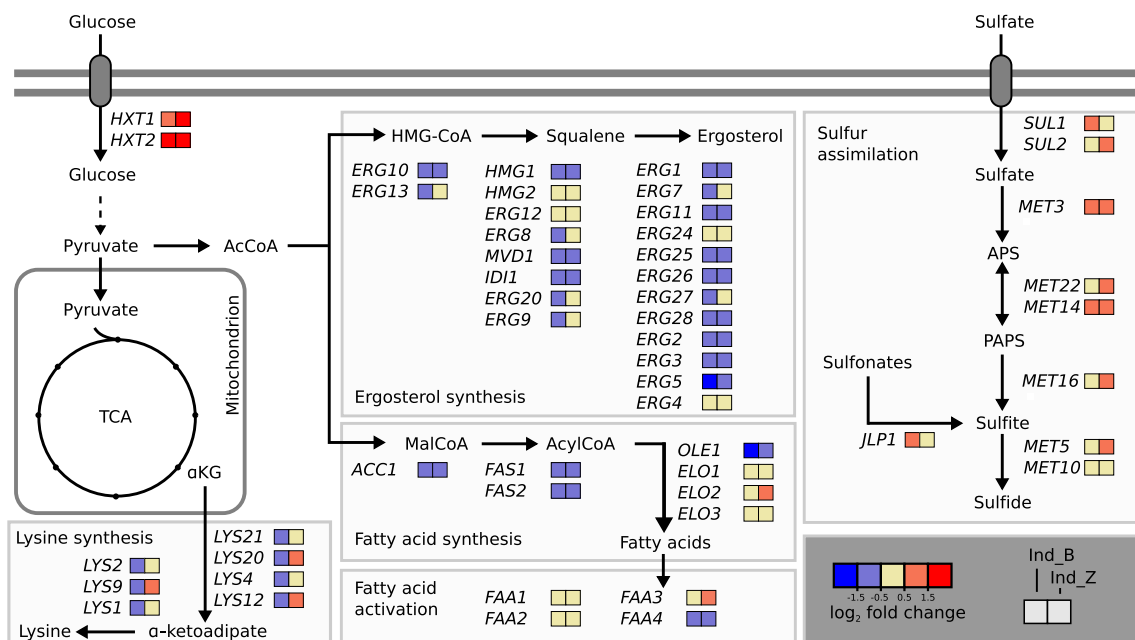 Glucose
HXT1
HXT2
Glucose
Pyruvate
AcCoA
Pyruvate
Mitochondrion
TCA
αKG
Lysine synthesis
LYS2
LYS9
LYS1
LYS21
LYS20
LYS4
LYS12
Lysine
α-ketoadipate
HMG-CoA
Squalene
Ergosterol
ERG10
ERG13
HMG1
HMG2
ERG12
ERG8
MVD1
IDI1
ERG20
ERG9
ERG1
ERG7
ERG11
ERG24
ERG25
ERG26
ERG27
ERG28
ERG2
ERG3
ERG5
ERG4
Ergosterol synthesis
MalCoA
AcylCoA
ACC1
FAS1
FAS2
OLE1
ELO1
ELO2
ELO3
Fatty acid synthesis
Fatty acids
Fatty acid
activation
FAA1
FAA2
FAA3
FAA4
Sulfate
Sulfur
assimilation
SUL1
SUL2
Sulfate
MET3
APS
MET22
MET14
PAPS
Sulfonates
MET16
JLP1
Sulfite
MET5
MET10
Sulfide
-1.5 -0.5 0.5 1.5
log2 fold change
Ind_B
Ind_Z